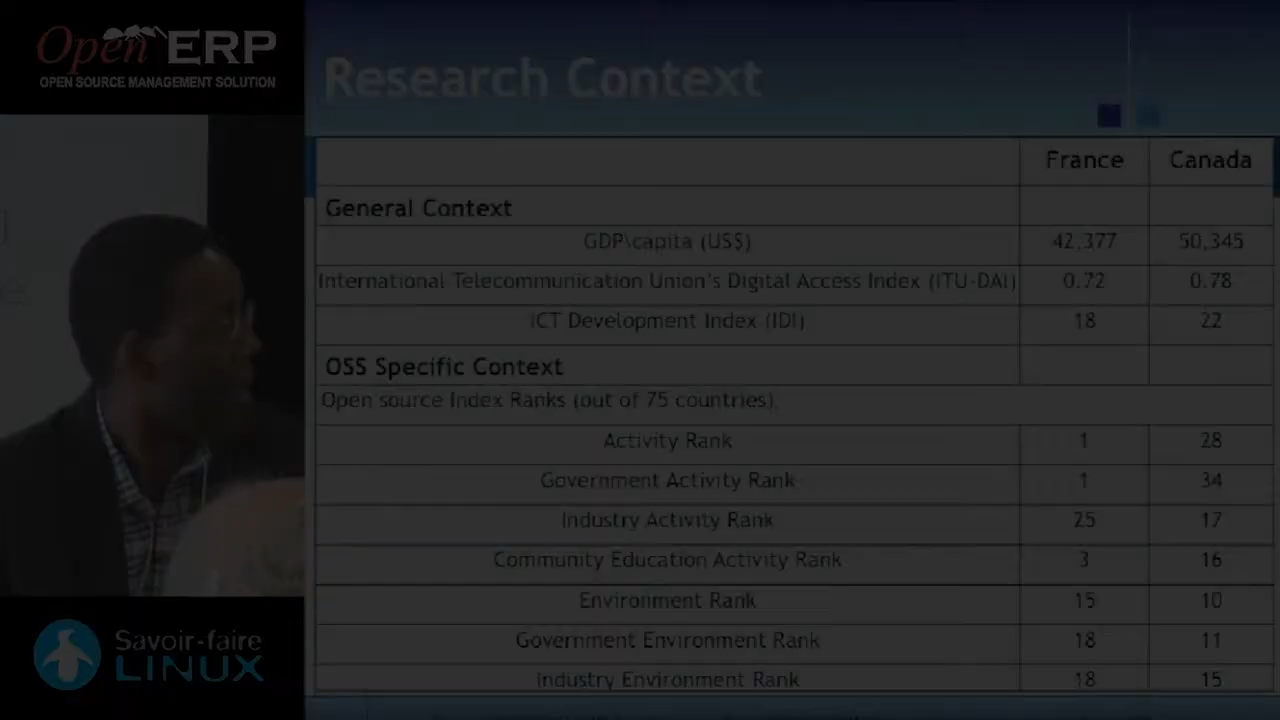 Open ERP
OPEN SOURCE MANAGEMENT SOLUTION
Research Context
France Canada
General Context
GDP\capita (US$) 42,377 50,345
International Telecommunication Union's Digital Access Index (ITU-DAI) 0.72 0.78
ICT Development Index (IDI) 18 22
OSS Specific Context
Open source Index Ranks (out of 75 countries)
Activity Rank 1 28
Government Activity Rank 1 34
Industry Activity Rank 25 17
Community Education Activity Rank 3 16
Environment Rank 15 10
Government Environment Rank 18 11
Industry Environment Rank 18 15
Savoir-faire
LINUX